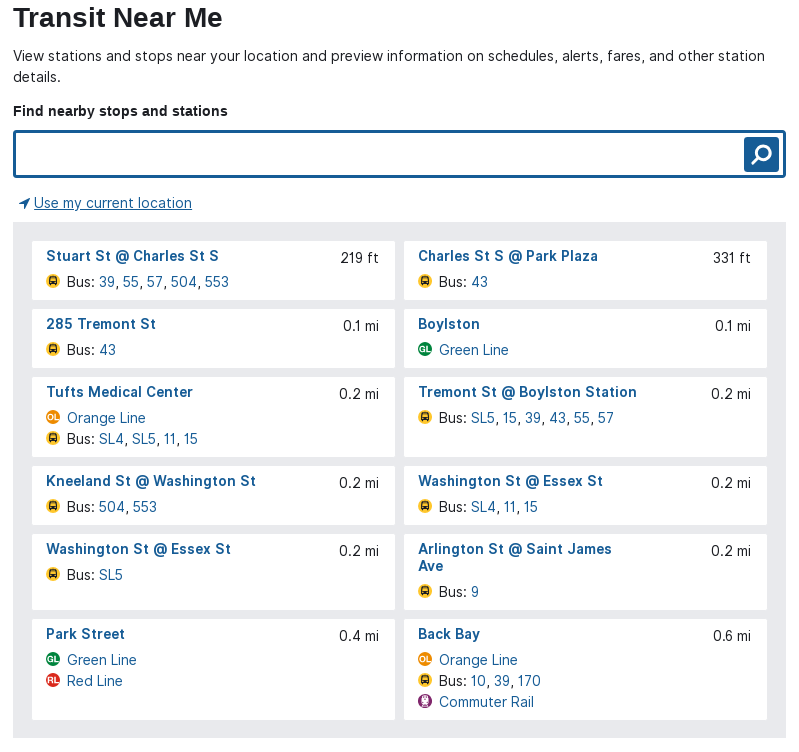 Transit Near Me
View stations and stops near your location and preview information on schedules, alerts, fares, and other station
details.
Find nearby stops and stations
Use my current location
Stuart St @ Charles St S 219 ft
Bus: 39, 55, 57, 504, 553
Charles St S @ Park Plaza 331 ft
Bus: 43
285 Tremont St 0.1 mi
Bus: 43
Boylston 0.1 mi
GL Green Line
Tufts Medical Center 0.2 mi
OL Orange Line
Bus: SL4, SL5, 11, 15
Tremont St @ Boylston Station 0.2 mi
Bus: SL5, 15, 39, 43, 55, 57
Kneeland St @ Washington St 0.2 mi
Bus: 504, 553
Washington St @ Essex St 0.2 mi
Bus: SL4, 11, 15
Washington St @ Essex St 0.2 mi
Bus: SL5
Arlington St @ Saint James 0.2 mi
Ave
Bus: 9
Park Street 0.4 mi
GL Green Line
RL Red Line
Back Bay 0.6 mi
OL Orange Line
Bus: 10, 39, 170
Commuter Rail